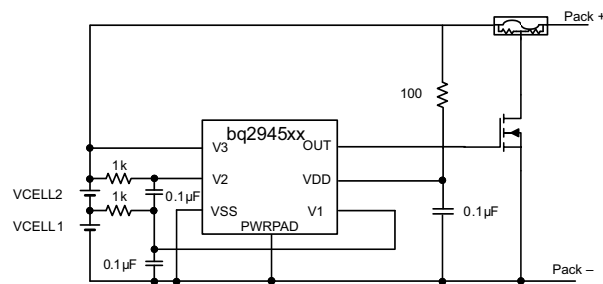 Pack +
100
bq2945xx
V3
OUT
1k
V2
VDD
VCELL2
0.1µF
1k
VSS
V1
0.1µF
VCELL1
PWRPAD
0.1µF
Pack –